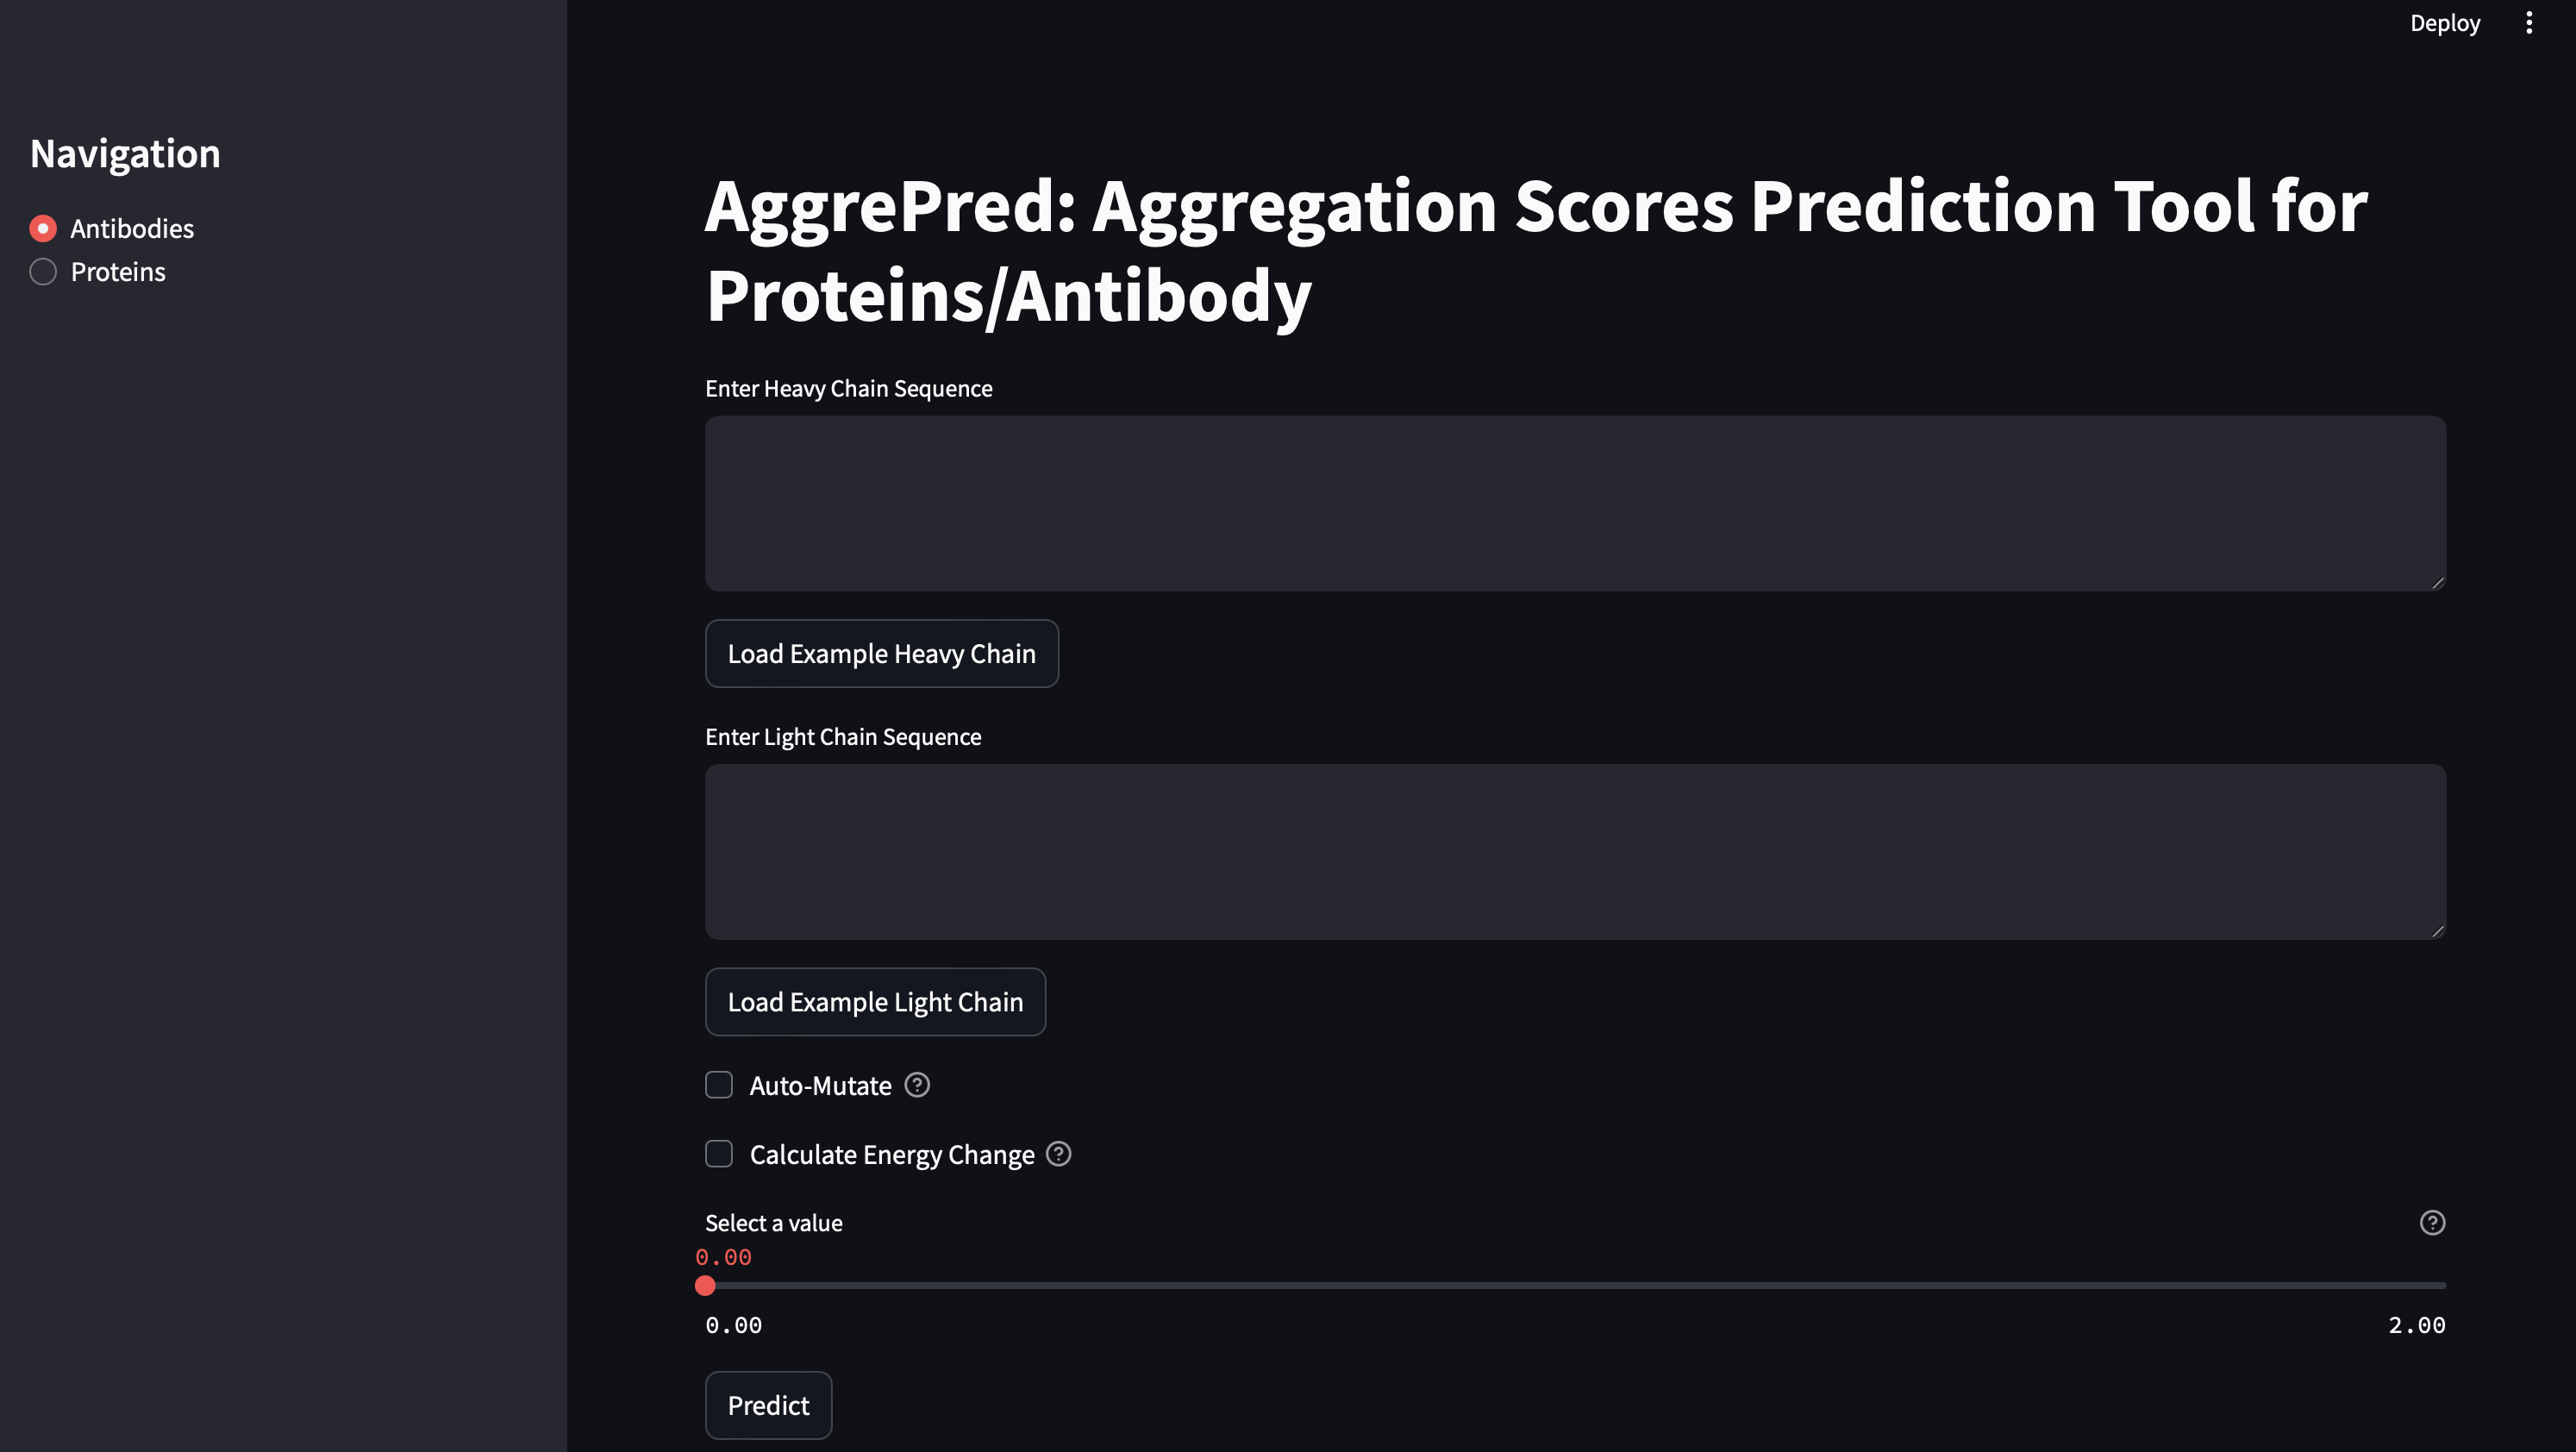 Deploy
Navigation
Antibodies
Proteins
AggrePred: Aggregation Scores Prediction Tool for
Proteins/Antibody
Enter Heavy Chain Sequence
Load Example Heavy Chain
Enter Light Chain Sequence
Load Example Light Chain
Auto-Mutate
Calculate Energy Change
Select a value
0.00
0.00 2.00
Predict